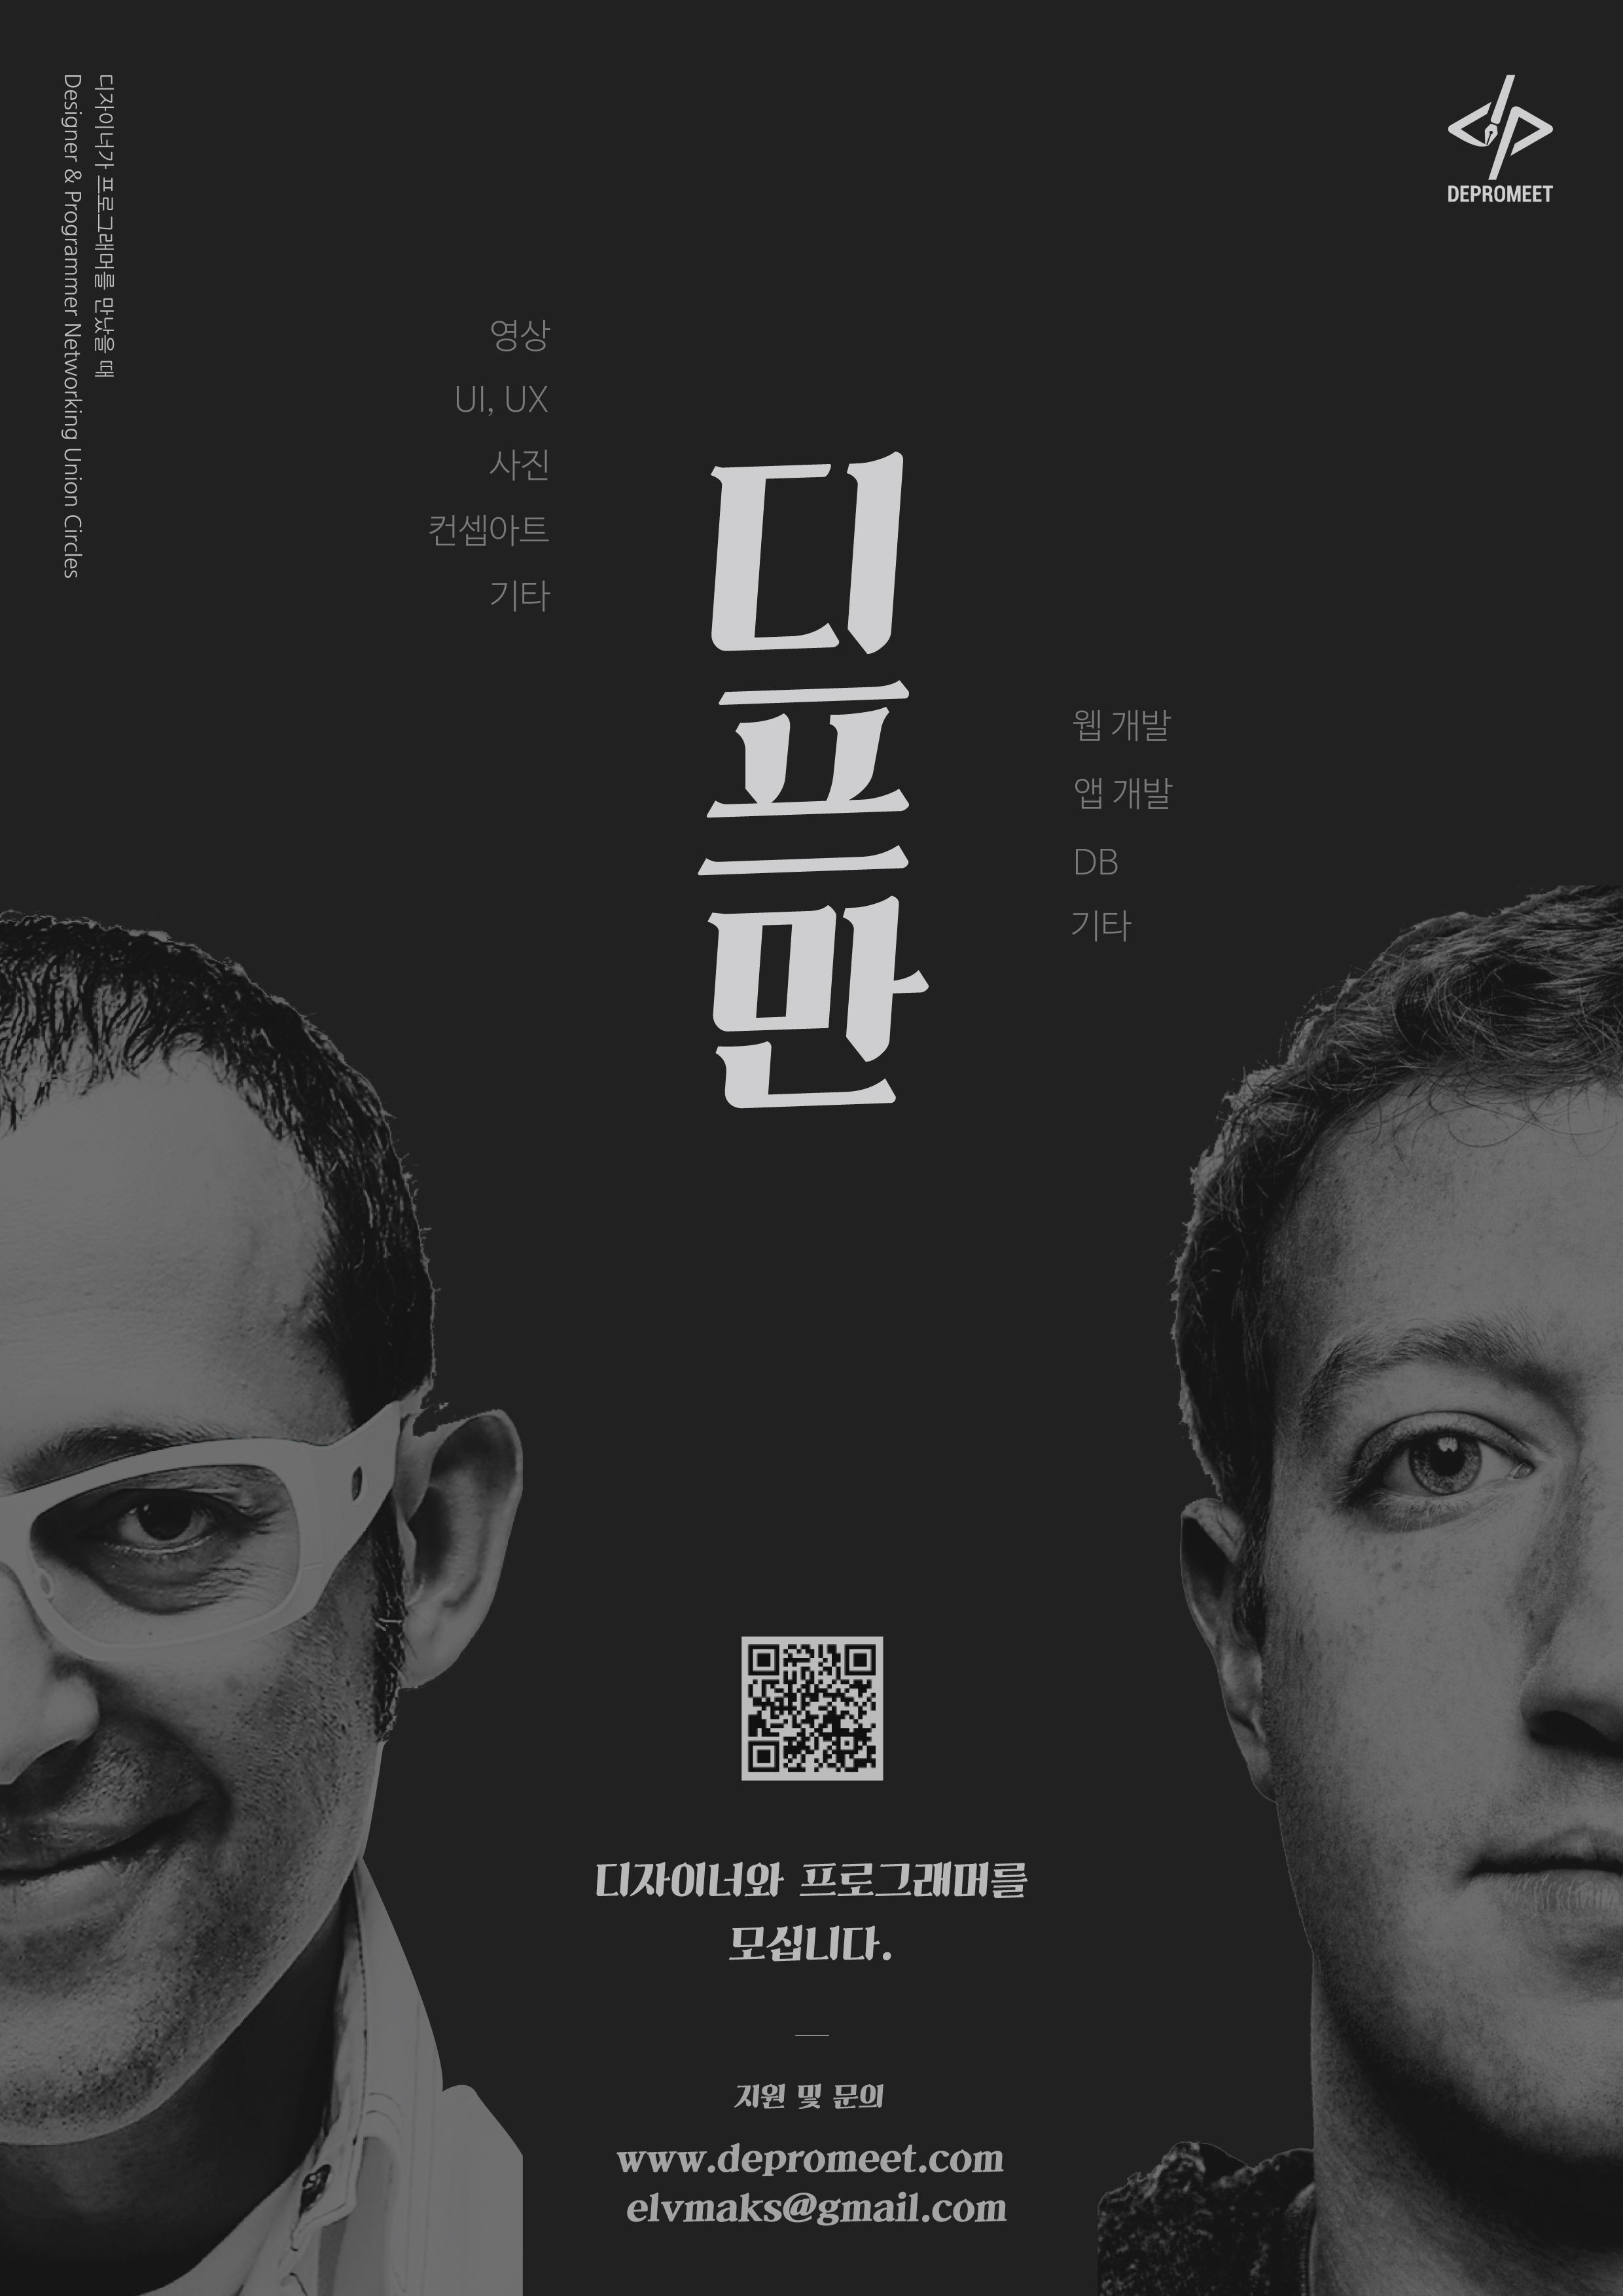 디자이너가 프로그래머를 만났을 때
Designer & Programmer Networking Union Circles
DEPROMEET
영상
UI, UX
사진
컨셉아트
기타
디
프
만
웹 개발
앱 개발
DB
기타
디자이너와 프로그래머를
모십니다.
지원 및 문의
www.depromeet.com
elvmaks@gmail.com